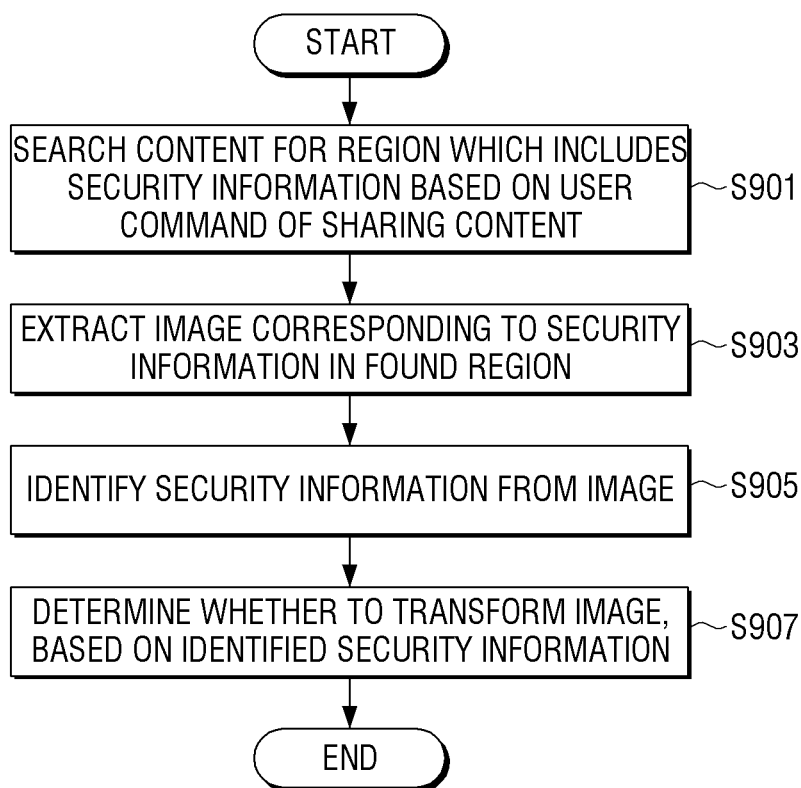 START
SEARCH CONTENT FOR REGION WHICH INCLUDES
SECURITY INFORMATION BASED ON USER
COMMAND OF SHARING CONTENT
S901
EXTRACT IMAGE CORRESPONDING TO SECURITY
INFORMATION IN FOUND REGION
S903
IDENTIFY SECURITY INFORMATION FROM IMAGE
S905
DETERMINE WHETHER TO TRANSFORM IMAGE,
BASED ON IDENTIFIED SECURITY INFORMATION
S907
END